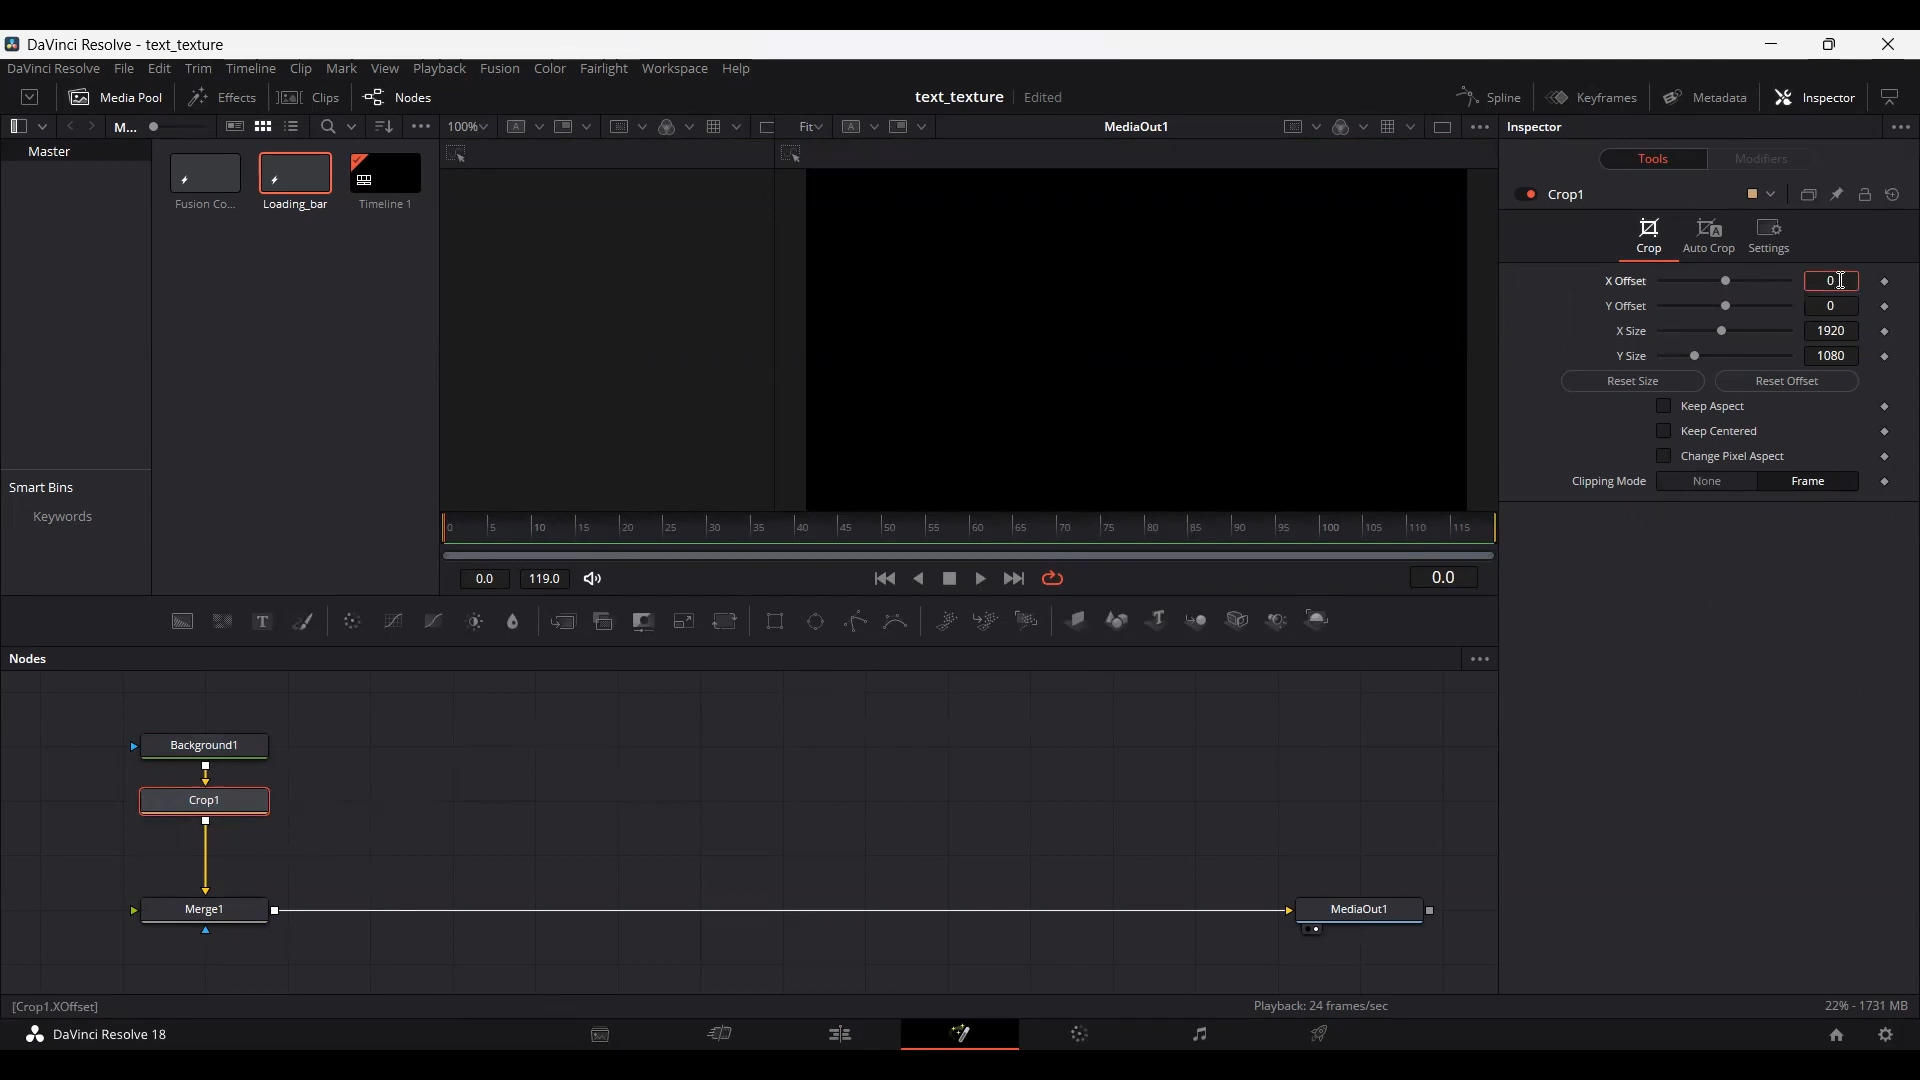 DaVinci Resolve - text_texture
DaVinci Resolve File Edit Trim Timeline Clip Mark View Playback Fusion Color Fairlight Workspace Help
Media Pool Effects Clips Nodes text_texture Edited Spline Keyframes Metadata Inspector
M... 100% Fit MediaOut1 Inspector
Master
Fusion Co... Loading_bar Timeline 1
Smart Bins
Keywords
Tools Modifiers
Crop1
Crop Auto Crop Settings
X Offset 0
Y Offset 0
X Size 1920
Y Size 1080
Reset Size Reset Offset
Keep Aspect
Keep Centered
Change Pixel Aspect
Clipping Mode None Frame
0 5 10 15 20 25 30 35 40 45 50 55 60 65 70 75 80 85 90 95 100 105 110 115
0.0 119.0 0.0
Nodes
Background1
Crop1
Merge1 MediaOut1
[Crop1.XOffset] Playback: 24 frames/sec 22% - 1731 MB
DaVinci Resolve 18